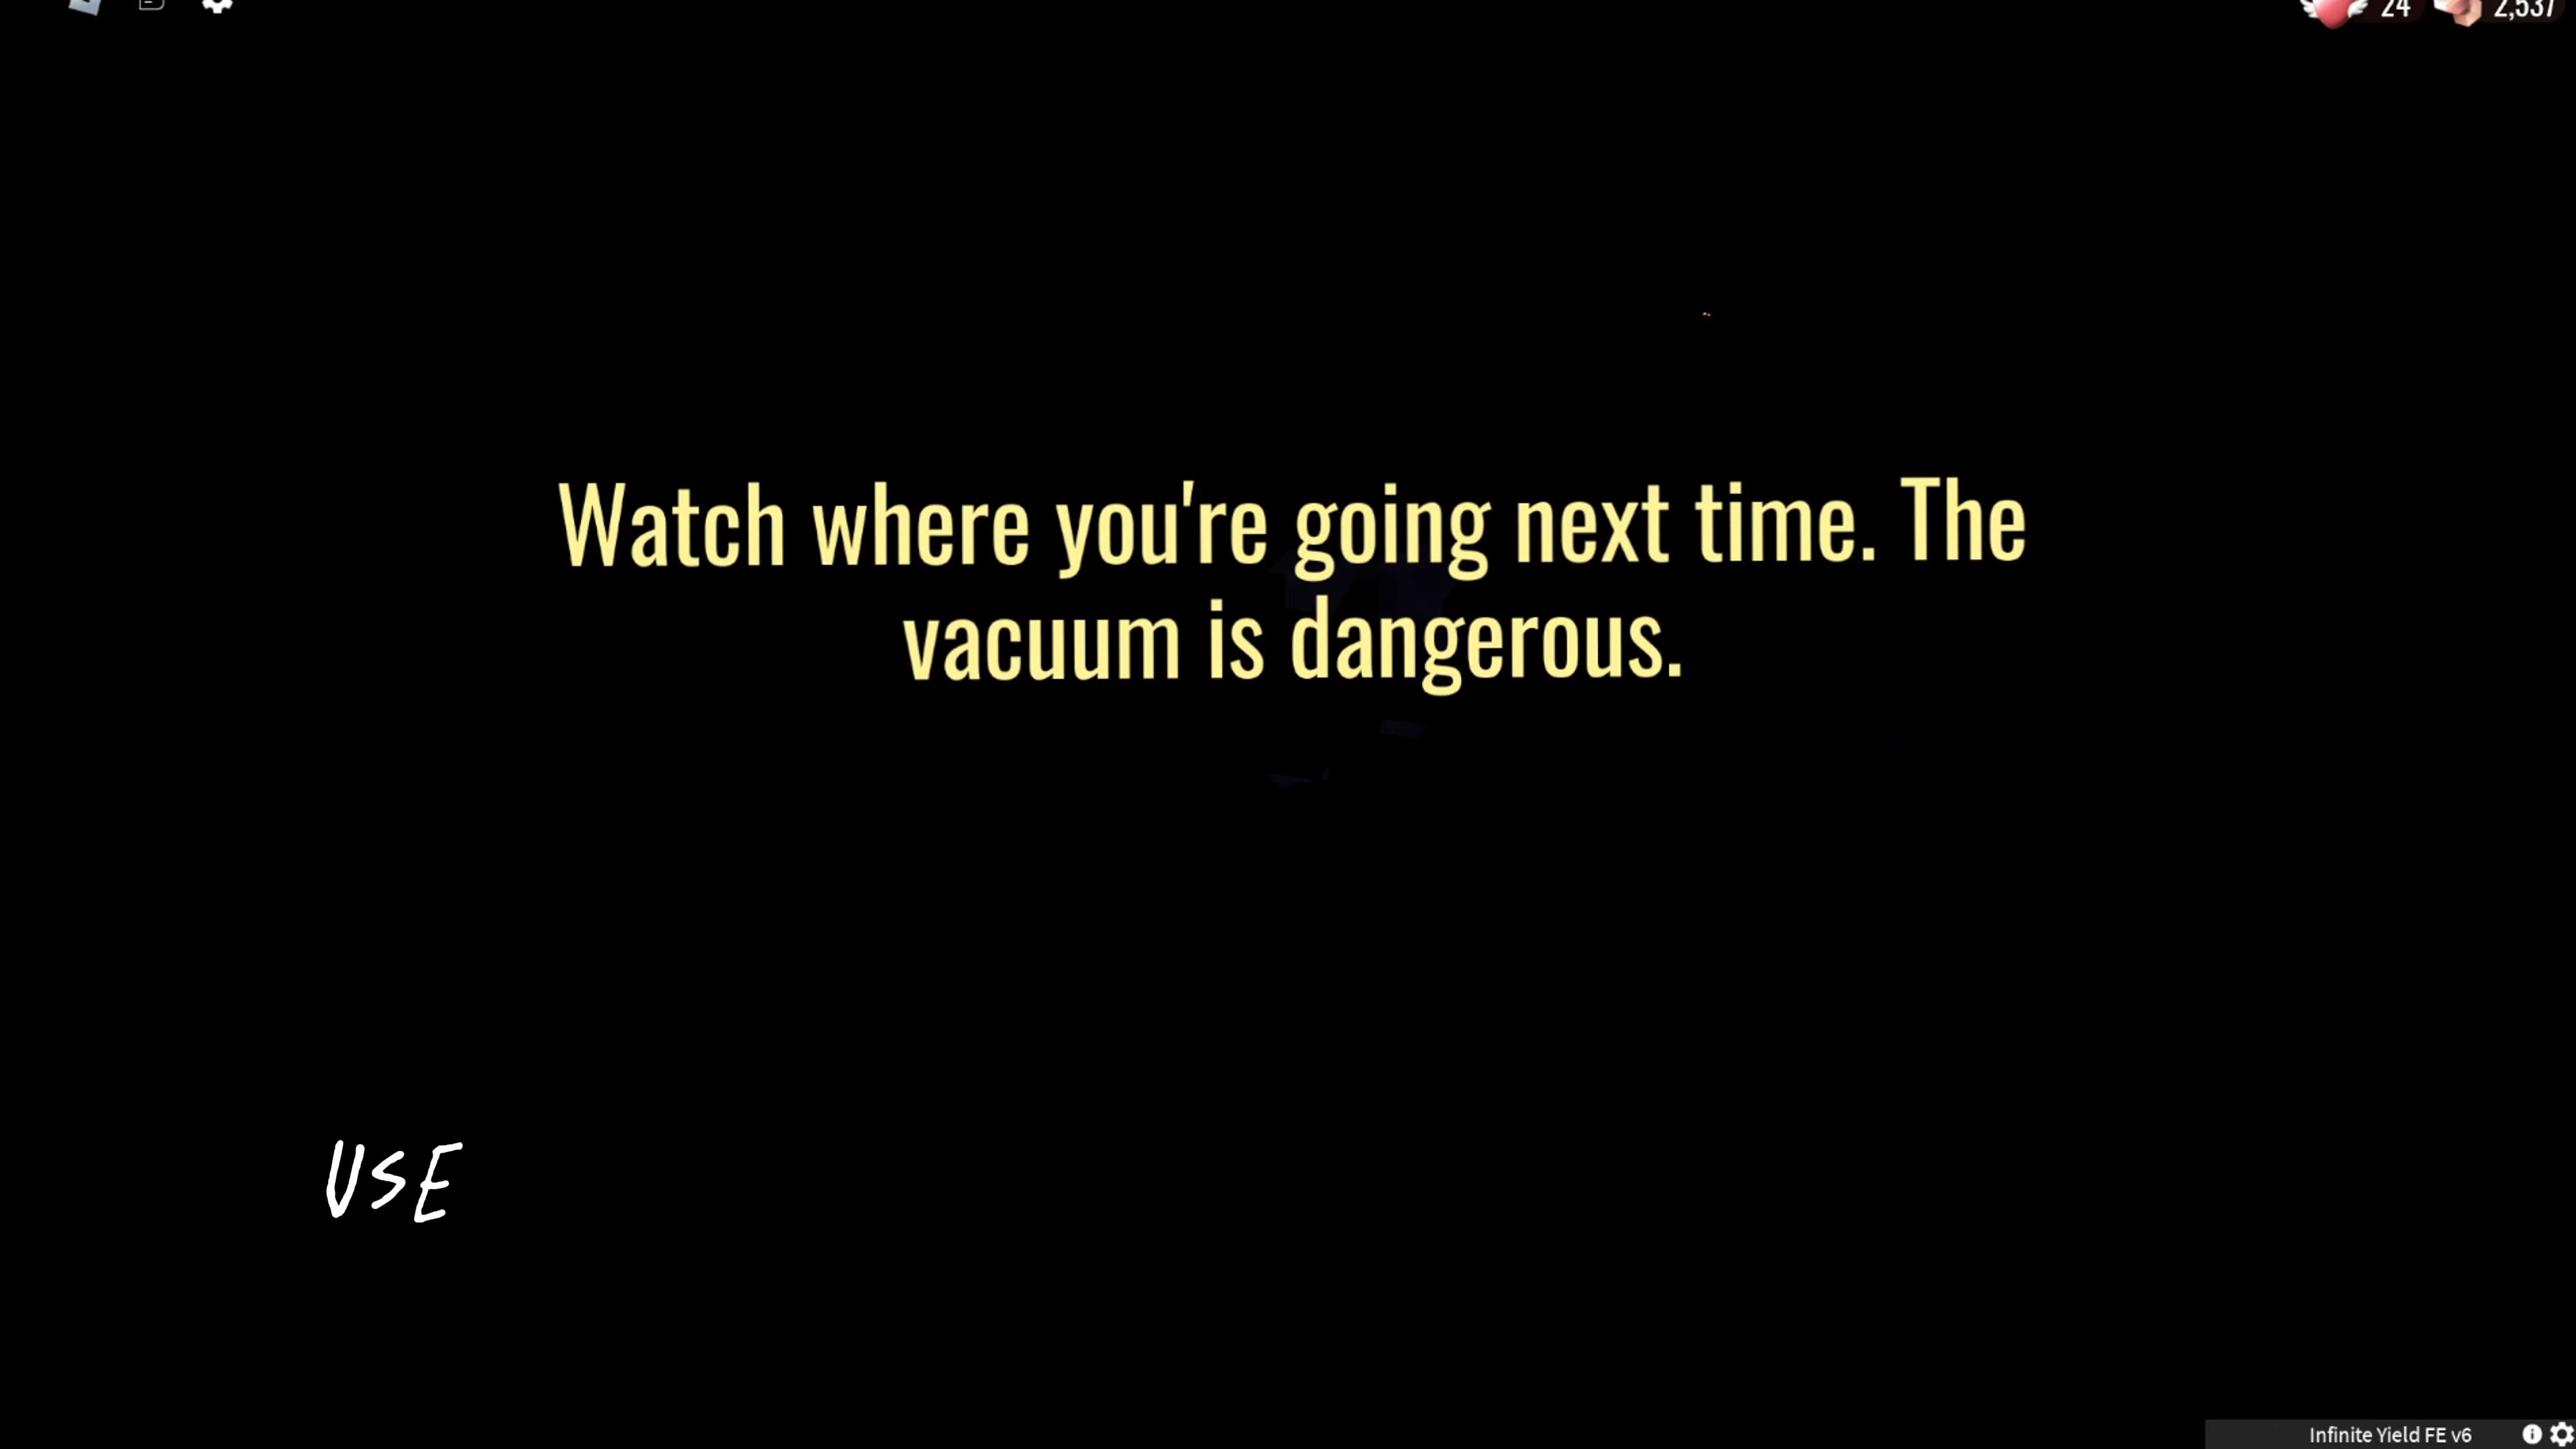 24 2,537
Watch where you're going next time. The
vacuum is dangerous.
USE
Infinite Yield FE v6